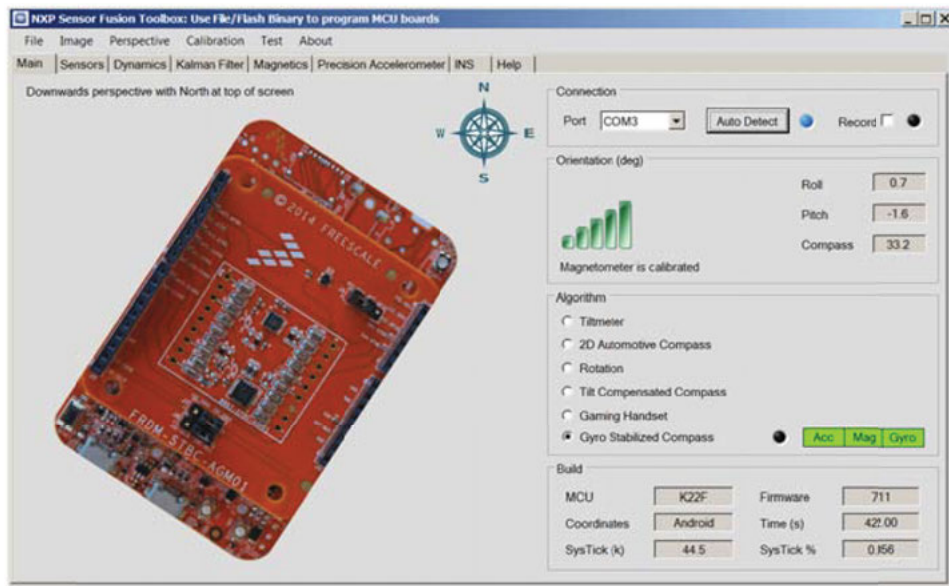 NXP Sensor Fusion Toolbox: Use File/Flash Binary to program MCU boards
File Image Perspective Calibration Test About
Main Sensors Dynamics Kalman Filter Magnetics Precision Accelerometer INS Help
Downwards perspective with North at top of screen
N
W E
S
© 2014 FREESCALE
FRDM-STBC-AGM01
Connection
Port COM3 Auto Detect Record
Orientation (deg)
Roll 0.7
Pitch -1.6
Compass 33.2
Magnetometer is calibrated
Algorithm
Tiltmeter
2D Automotive Compass
Rotation
Tilt Compensated Compass
Gaming Handset
Gyro Stabilized Compass Acc Mag Gyro
Build
MCU K22F Firmware 711
Coordinates Android Time (s)
SysTick (k) 44.5 SysTick %